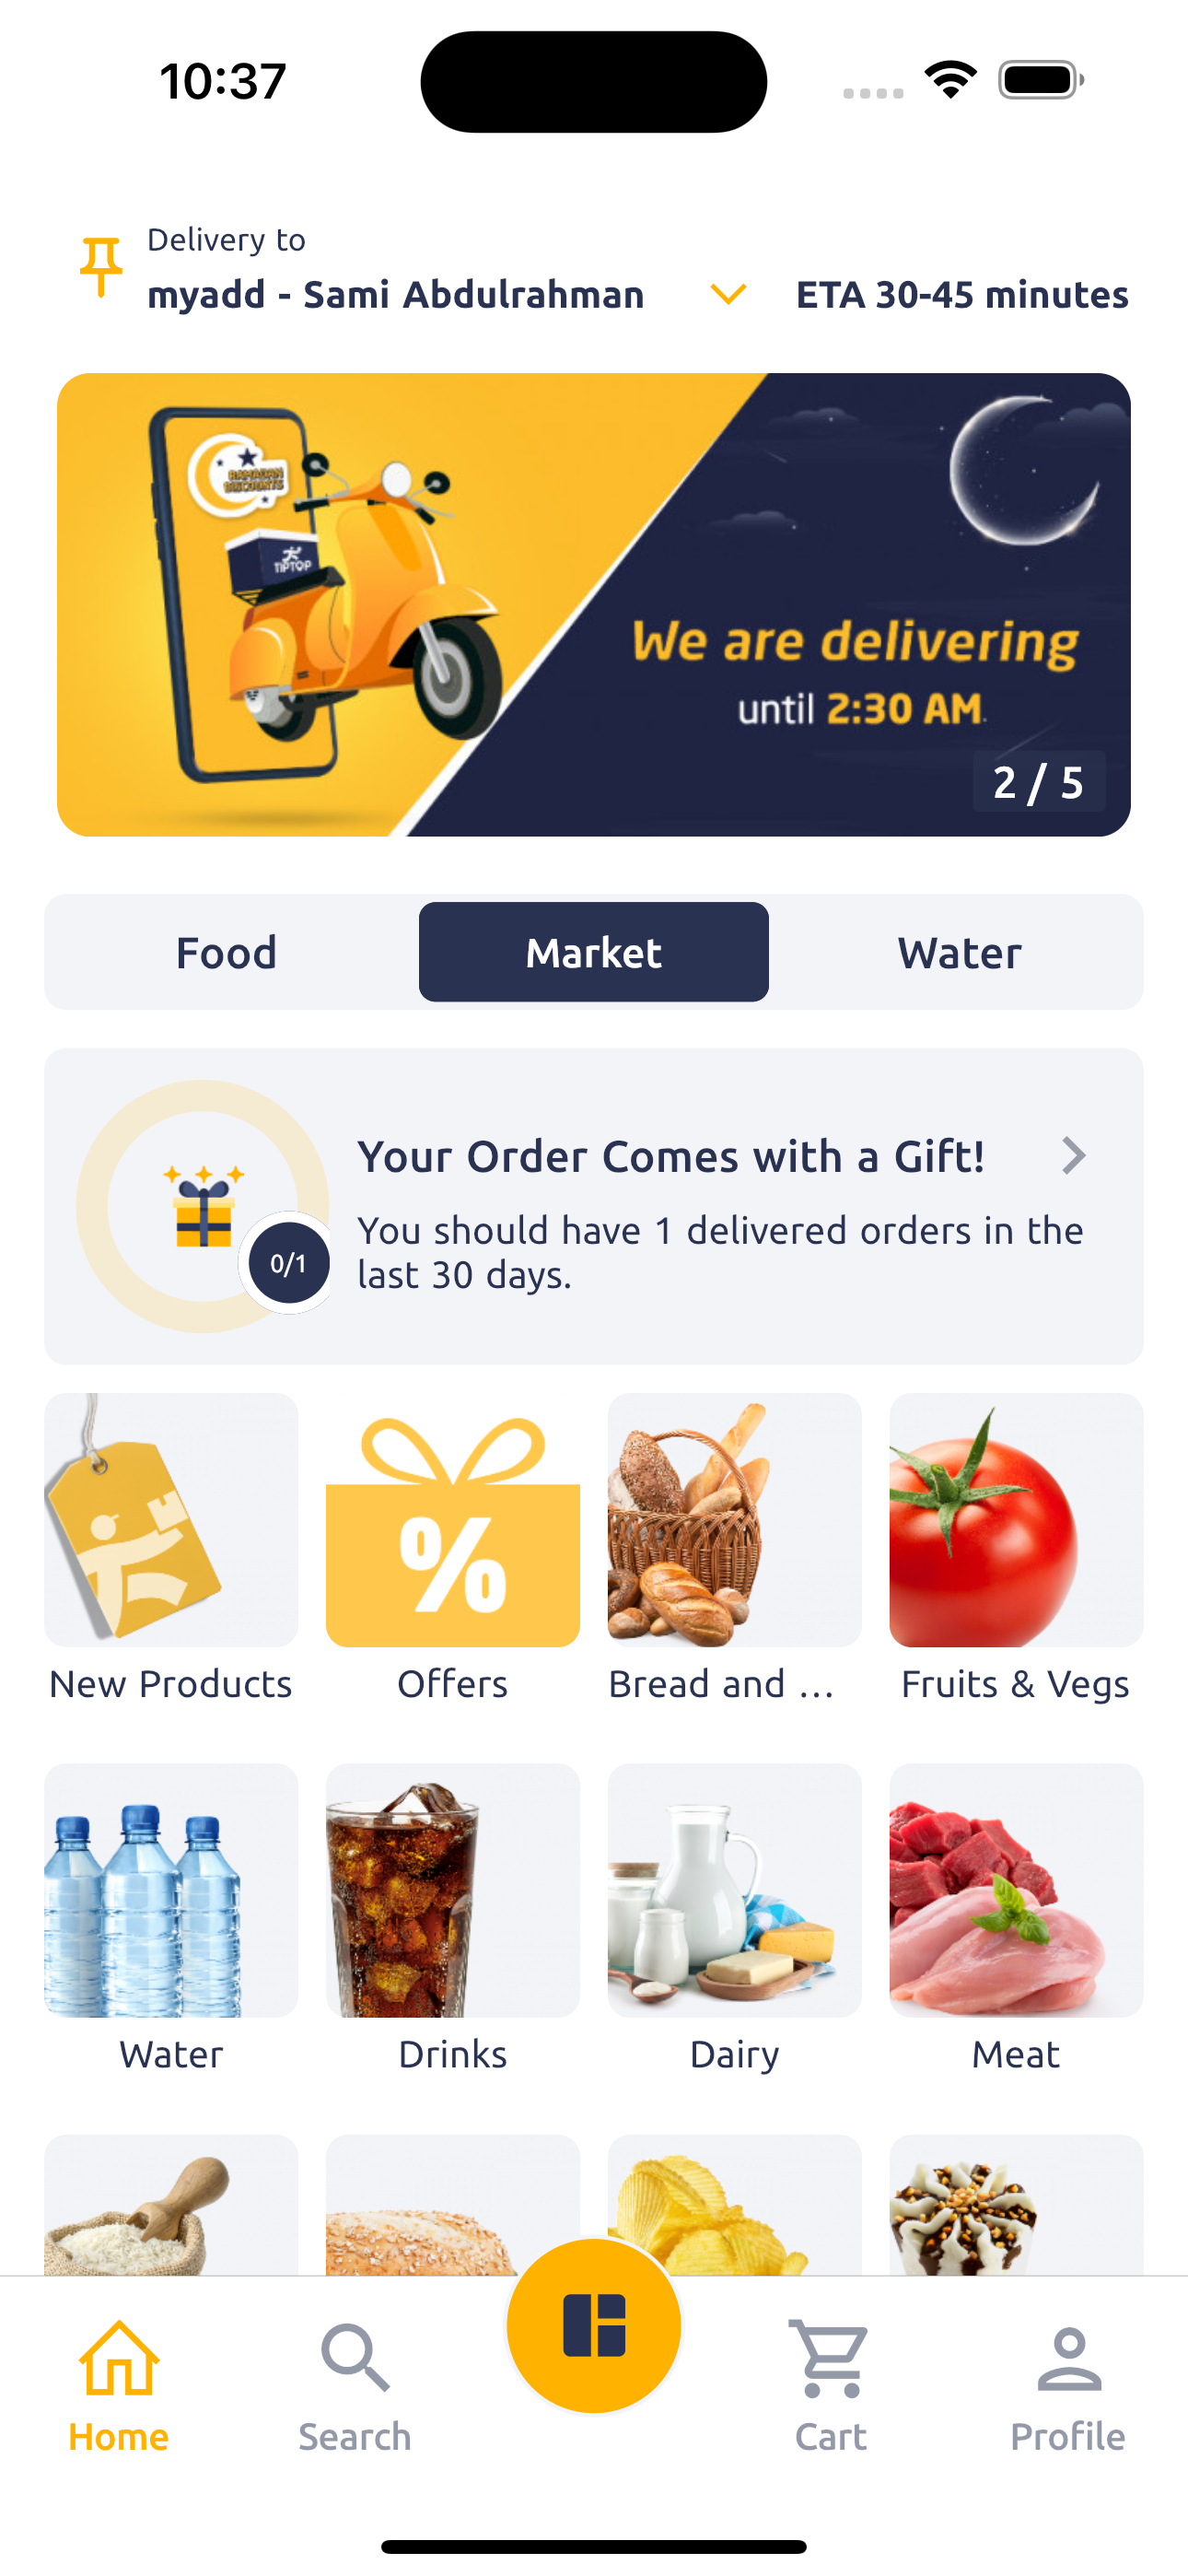 10:37
Delivery to
myadd - Sami Abdulrahman
ETA 30-45 minutes
RAMADAN
DISCOUNTS
TIPTOP
We are delivering
until 2:30 AM.
2 / 5
Food
Market
Water
Your Order Comes with a Gift!
You should have 1 delivered orders in the
last 30 days.
0/1
%
New Products
Offers
Bread and ...
Fruits & Vegs
Water
Drinks
Dairy
Meat
Home
Search
Cart
Profile